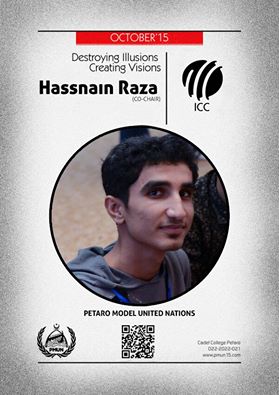 OCTOBER'15
Destroying Illusions
Creating Visions
Hassnain Raza
(CO-CHAIR)
ICC
PETARO MODEL UNITED NATIONS
PMUN
Cadet College Petaro
022-2022-021
www.pmun15.com